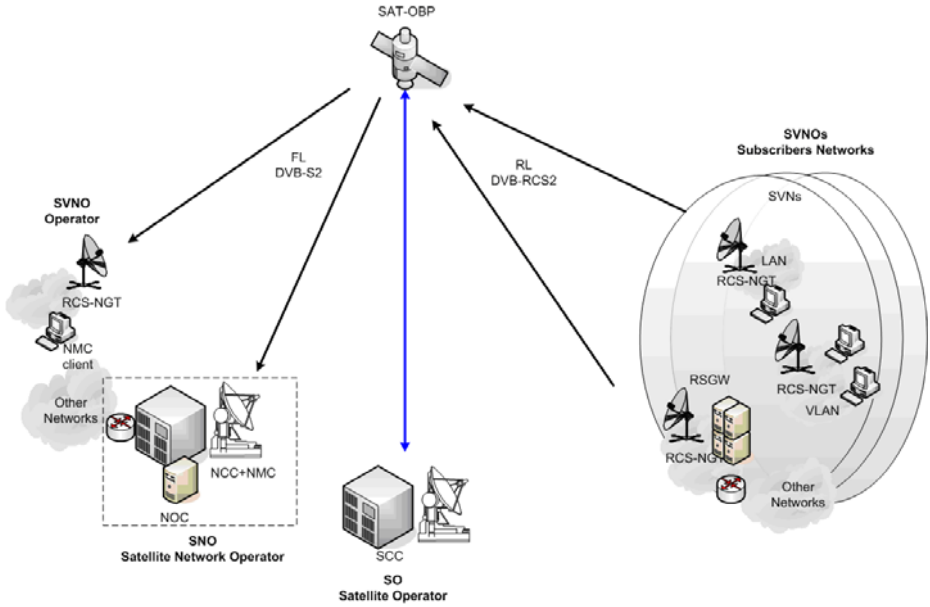 SAT-OBP
FL
DVB-S2
RL
DVB-RCS2
SVNOs
Subscribers Networks
SVNs
SVNO
Operator
RCS-NGT
NMC
client
Other
Networks
NCC+NMC
NOC
SNO
Satellite Network Operator
SCC
SO
Satellite Operator
LAN
RCS-NGT
RCS-NGT
VLAN
RSGW
RCS-NGT
Other
Networks